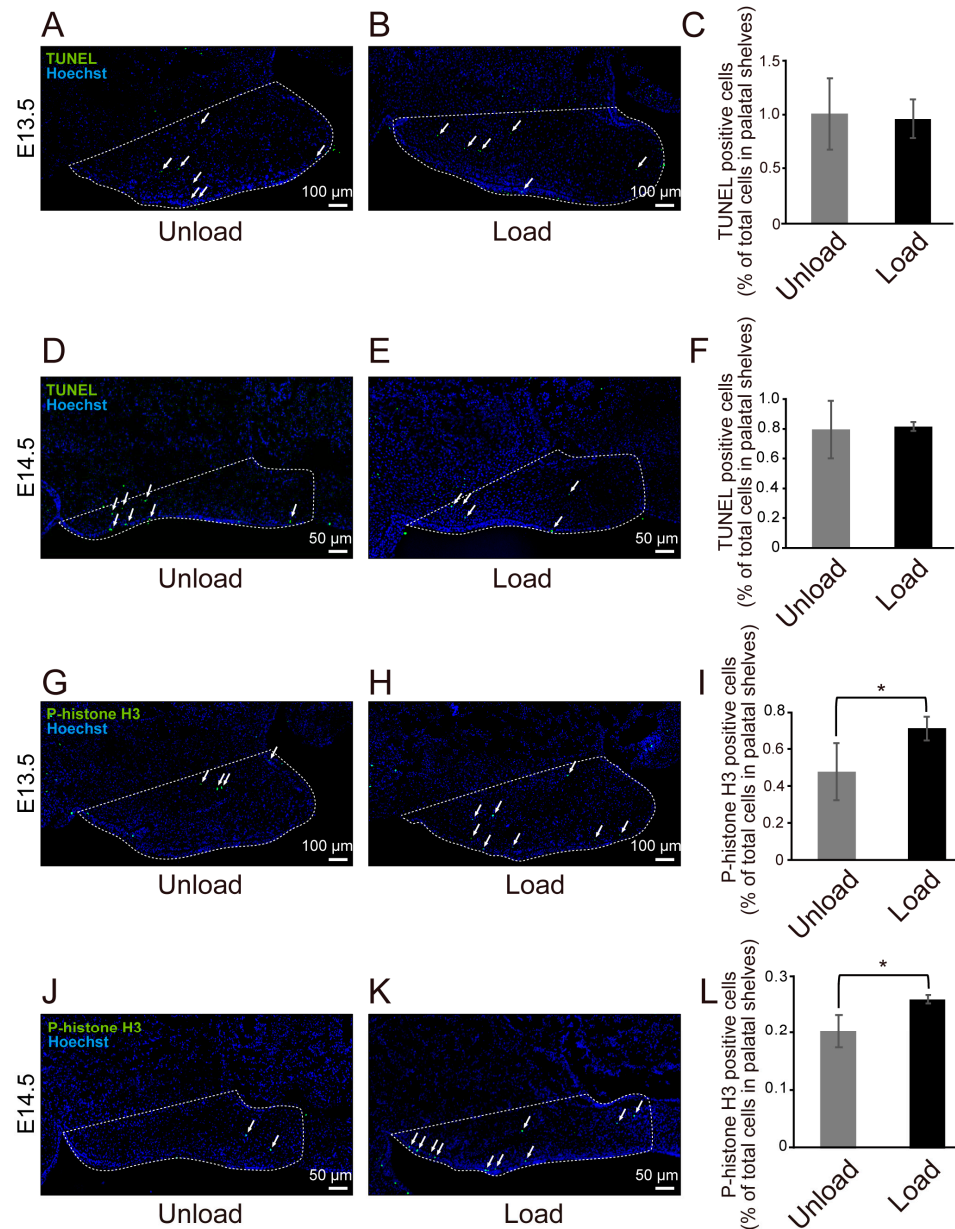 A
B
C
E13.5
TUNEL
Hoechst
100 µm
Unload
100 µm
Load
TUNEL positive cells
(% of total cells in palatal shelves)
1.5
1.0
0.5
0
Unload
Load
D
E
F
E14.5
TUNEL
Hoechst
50 µm
Unload
50 µm
Load
TUNEL positive cells
(% of total cells in palatal shelves)
1.0
0.8
0.6
0.4
0.2
0
Unload
Load
G
H
I
E13.5
P-histone H3
Hoechst
100 µm
Unload
100 µm
Load
P-histone H3 positive cells
(% of total cells in palatal shelves)
0.8
0.6
0.4
0.2
0
*
Unload
Load
J
K
L
E14.5
P-histone H3
Hoechst
50 µm
Unload
50 µm
Load
P-histone H3 positive cells
(% of total cells in palatal shelves)
0.3
0.2
0.1
0
*
Unload
Load